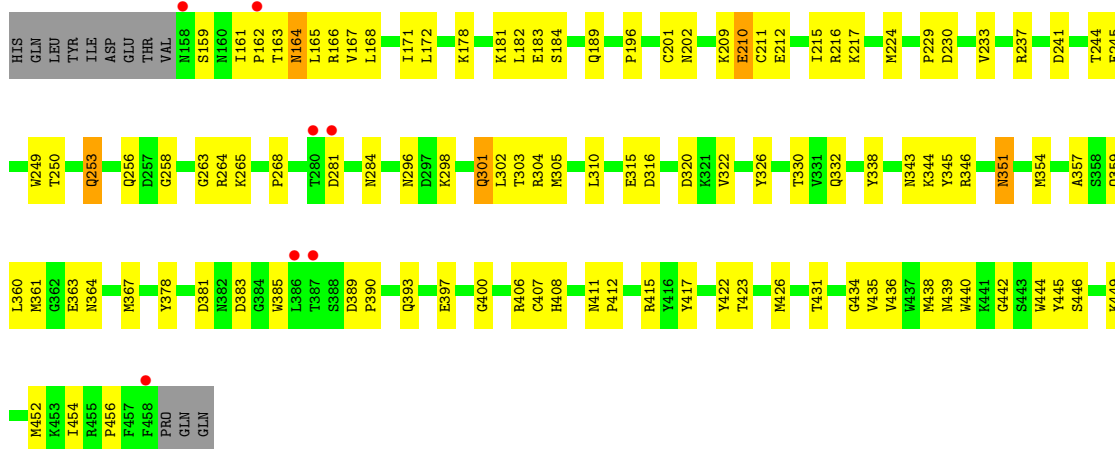 HIS GLN LEU TYR ILE ASP GLU THR VAL N158 S159 N160 I161 P162 T163 N164 L165 R166 V167 L168 I171 L172 K178 K181 L182 E183 S184 Q189 P196 C201 N202 K209 E210 C211 E212 I215 R216 K217 M224 P229 D230 V233 R237 D241 T244
W249 T250 Q253 Q256 D257 G258 G263 R264 K265 P268 T280 D281 N284 N296 D297 K298 Q301 L302 T303 R304 M305 L310 E315 D316 D320 K321 V322 Y326 T330 V331 Q332 Y338 N343 K344 Y345 R346 N351 M354 A357 S358
L360 M361 G362 E363 N364 M367 Y378 D381 N382 D383 G384 W385 L386 T387 S388 D389 P390 Q393 E397 G400 R406 C407 H408 N411 P412 R415 Y416 Y417 Y422 T423 M426 T431 G434 V435 V436 W437 M438 N439 W440 K441 G442 S443 W444 Y445 S446
M452 K453 I454 R455 P456 F457 F458 PRO GLN GLN